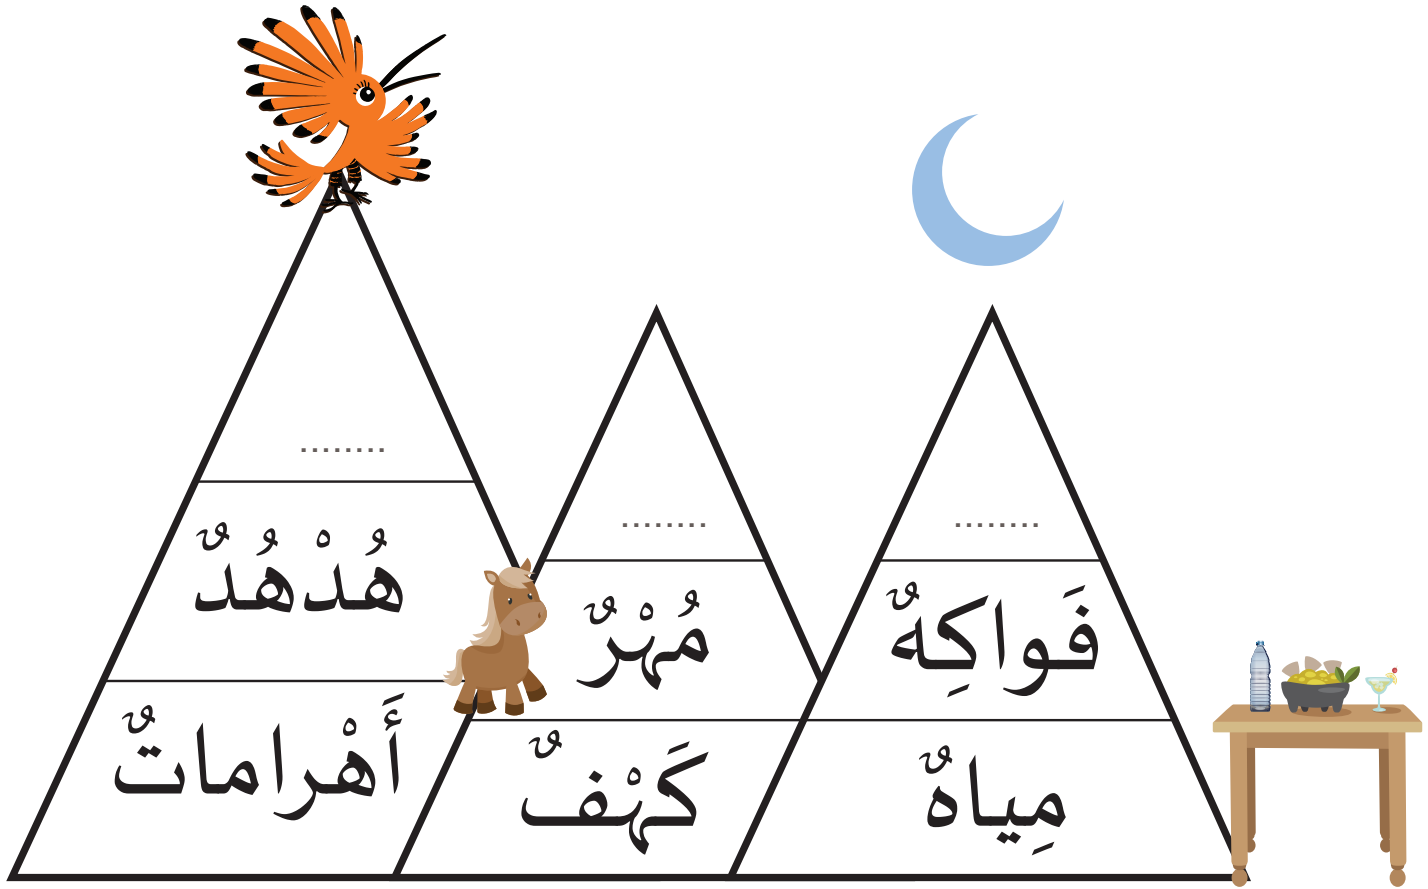 ........
هُدْهُدٌ
أَهْراماتٌ
........
مُهْرٌ
كَهْفٌ
........
فَواكِهٌ
مِياهٌ